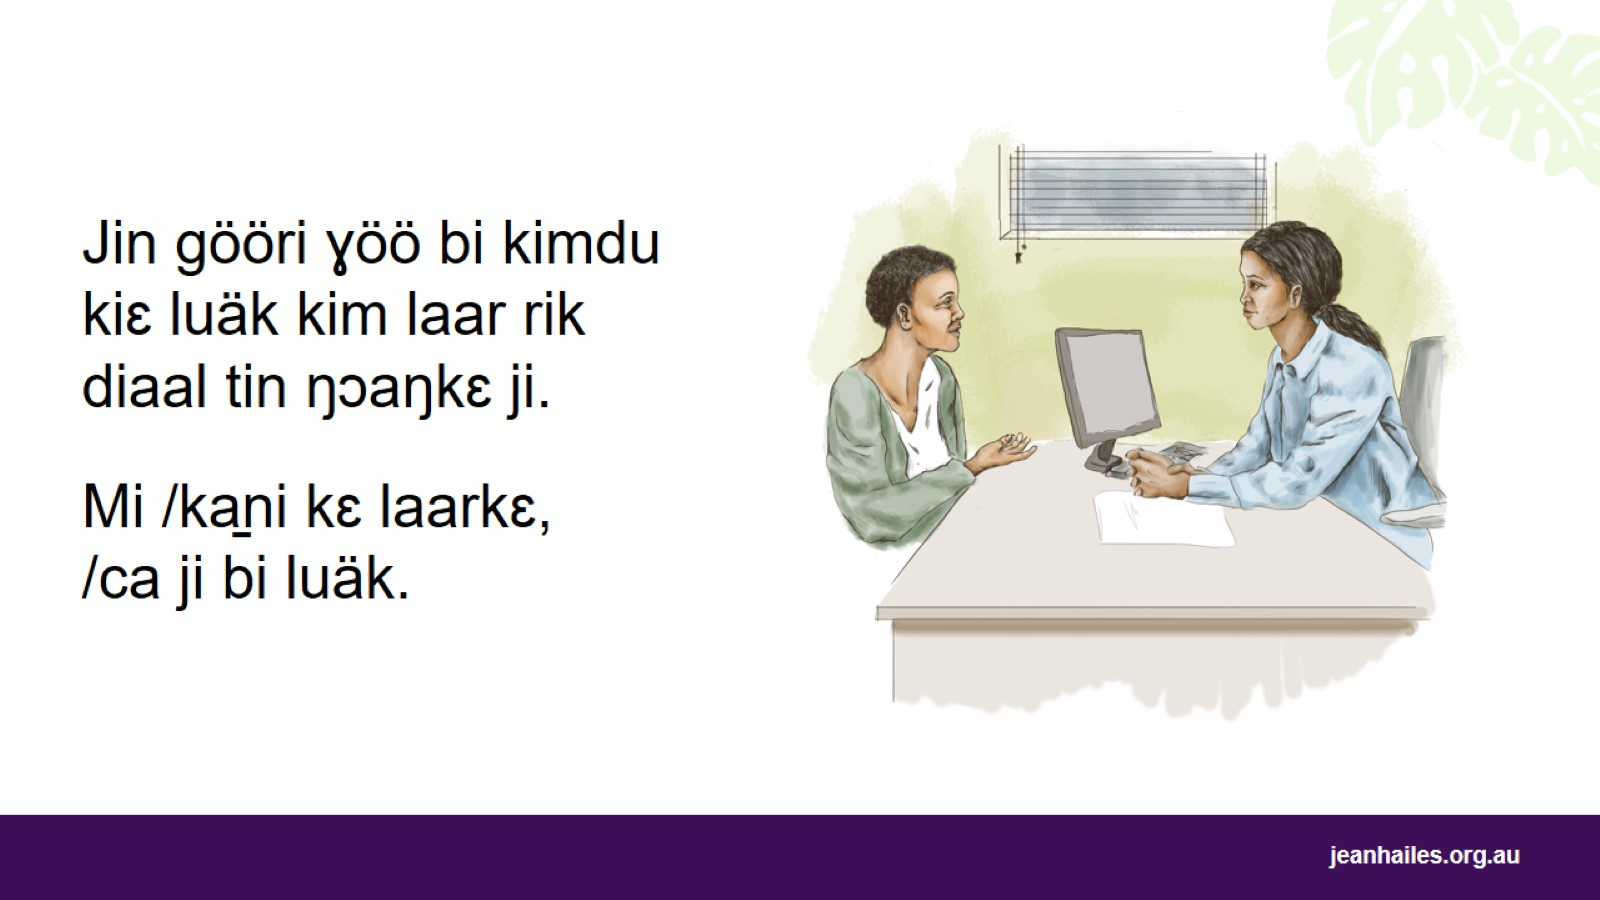 Jin gööri ɣöö bi kimdu
kiɛ luäk kim laar rik
diaal tin ŋɔaŋkɛ ji.
Mi /ka̱ni kɛ laarkɛ,
/ca ji bi luäk.
jeanhailes.org.au